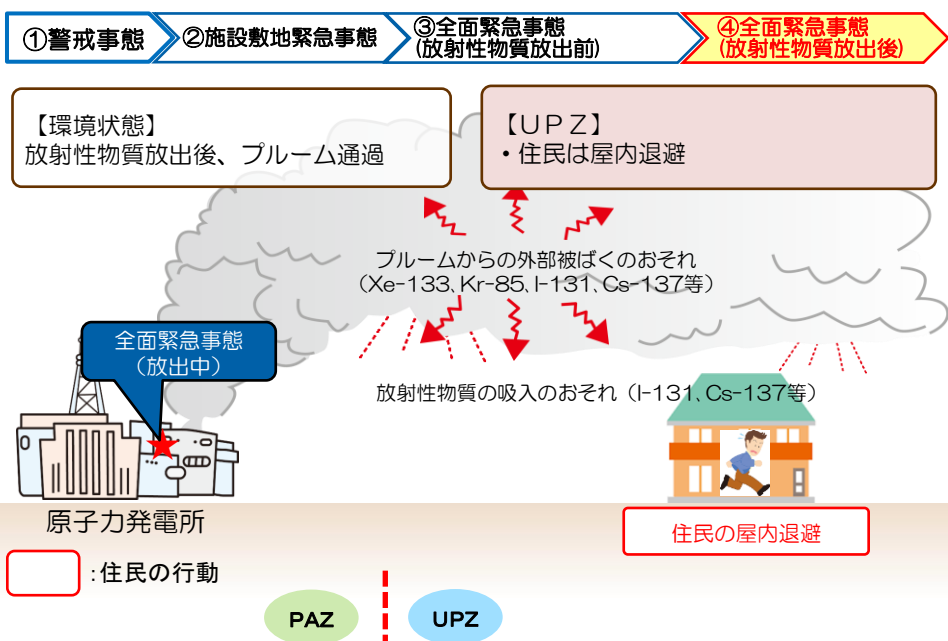 ①警戒事態
②施設敷地緊急事態
③全面緊急事態
(放射性物質放出前)
④全面緊急事態
(放射性物質放出後)
【環境状態】
放射性物質放出後、プルーム通過
【UPZ】
・住民は屋内退避
プルームからの外部被ばくのおそれ
（Xe-133、Kr-85、I-131、Cs-137等）
全面緊急事態
（放出中）
放射性物質の吸入のおそれ（I-131、Cs-137等）
原子力発電所
住民の屋内退避
:住民の行動
PAZ
UPZ